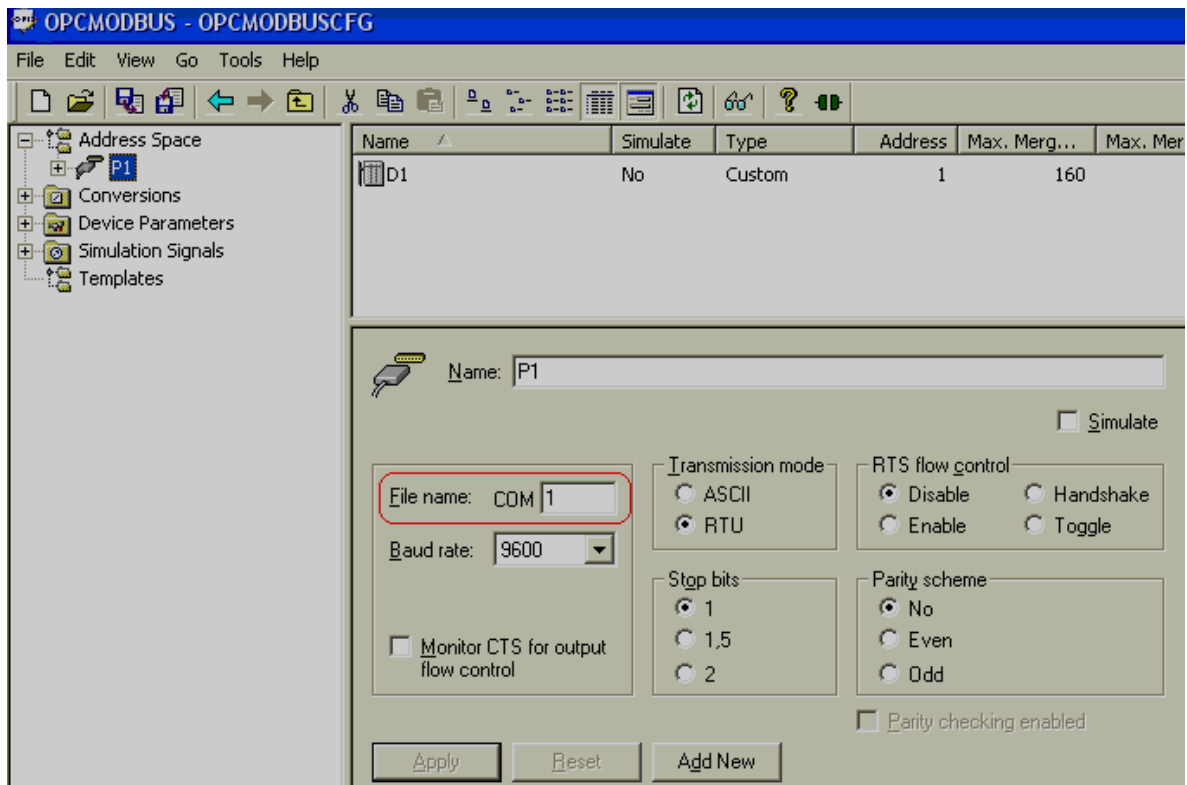 OPCMODBUS - OPCMODBUSCFG
File Edit View Go Tools Help
Address Space
P1
Conversions
Device Parameters
Simulation Signals
Templates
Name Simulate Type Address Max. Merg... Max. Mer
D1 No Custom 1 160
Name: P1
Simulate
File name: COM 1
Baud rate: 9600
Monitor CTS for output
flow control
Transmission mode
ASCII
RTU
RTS flow control
Disable Handshake
Enable Toggle
Stop bits
1
1,5
2
Parity scheme
No
Even
Odd
Parity checking enabled
Apply Reset Add New